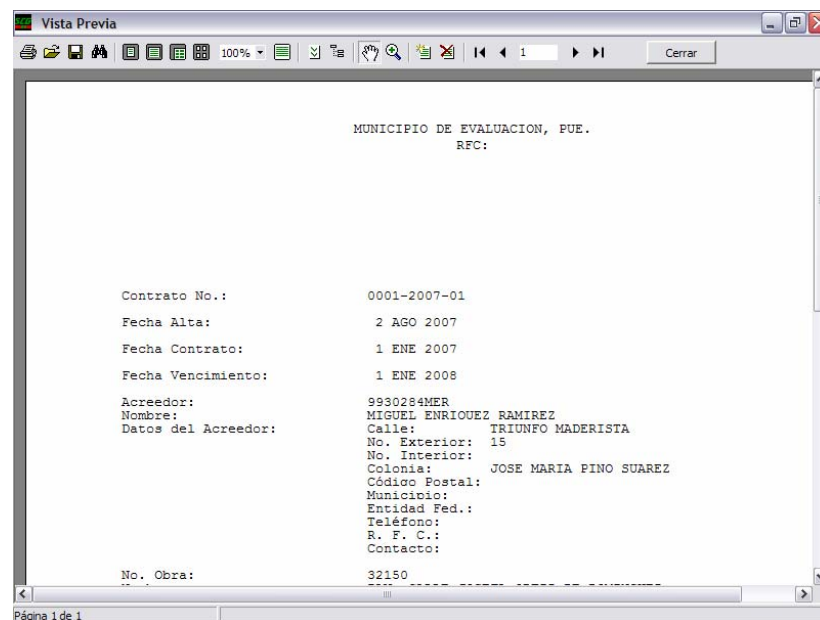 Vista Previa
100%
1
Cerrar
MUNICIPIO DE EVALUACION, PUE.
RFC:
Contrato No.: 0001-2007-01
Fecha Alta: 2 AGO 2007
Fecha Contrato: 1 ENE 2007
Fecha Vencimiento: 1 ENE 2008
Acreedor: 9930284MER
Nombre: MIGUEL ENRIQUEZ RAMIREZ
Datos del Acreedor: Calle: TRIUNFO MADERISTA
No. Exterior: 15
No. Interior:
Colonia: JOSE MARIA PINO SUAREZ
Código Postal:
Municipio:
Entidad Fed.:
Teléfono:
R. F. C.:
Contacto:
No. Obra: 32150
Página 1 de 1